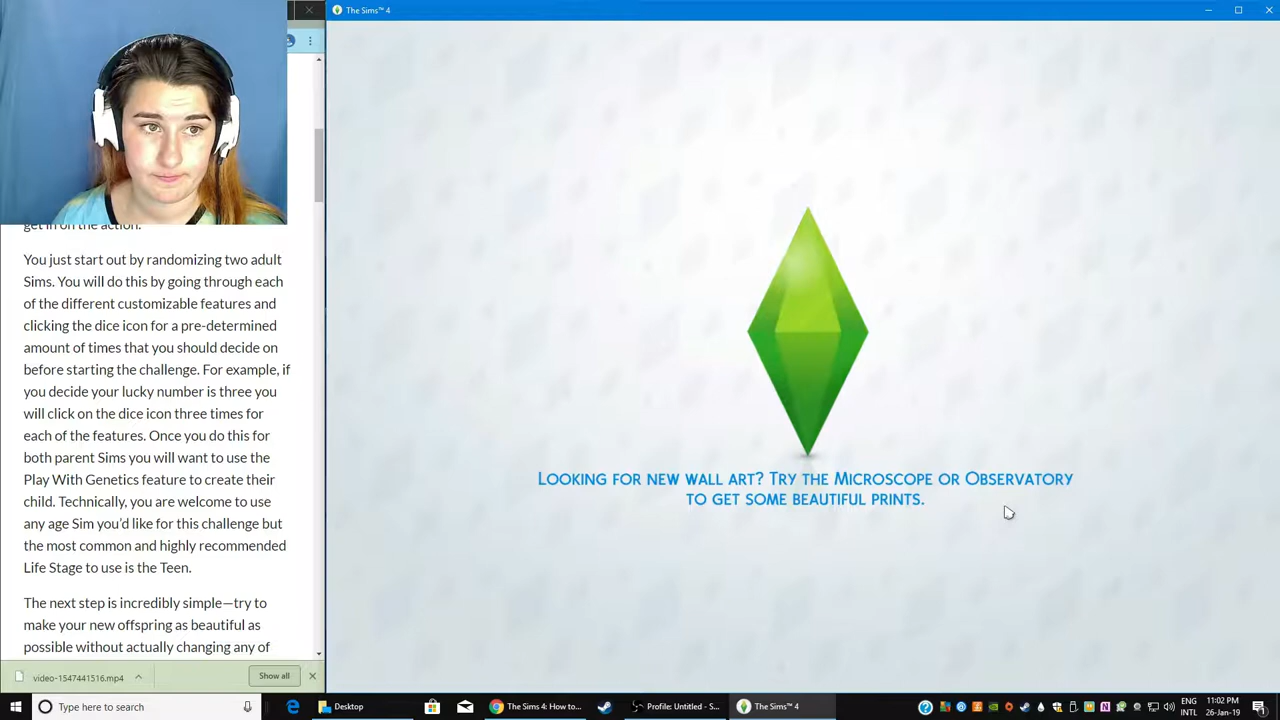 The Sims™ 4
get in on the action.
You just start out by randomizing two adult
Sims. You will do this by going through each
of the different customizable features and
clicking the dice icon for a pre-determined
amount of times that you should decide on
before starting the challenge. For example, if
you decide your lucky number is three you
will click on the dice icon three times for
each of the features. Once you do this for
both parent Sims you will want to use the
Play With Genetics feature to create their
child. Technically, you are welcome to use
any age Sim you'd like for this challenge but
the most common and highly recommended
Life Stage to use is the Teen.
The next step is incredibly simple—try to
make your new offspring as beautiful as
possible without actually changing any of
LOOKING FOR NEW WALL ART? TRY THE MICROSCOPE OR OBSERVATORY
TO GET SOME BEAUTIFUL PRINTS.
video-1547441516.mp4
Show all
Type here to search
Desktop
The Sims 4: How to...
Profile: Untitled - S...
The Sims™ 4
ENG
INTL
11:02 PM
26-Jan-19